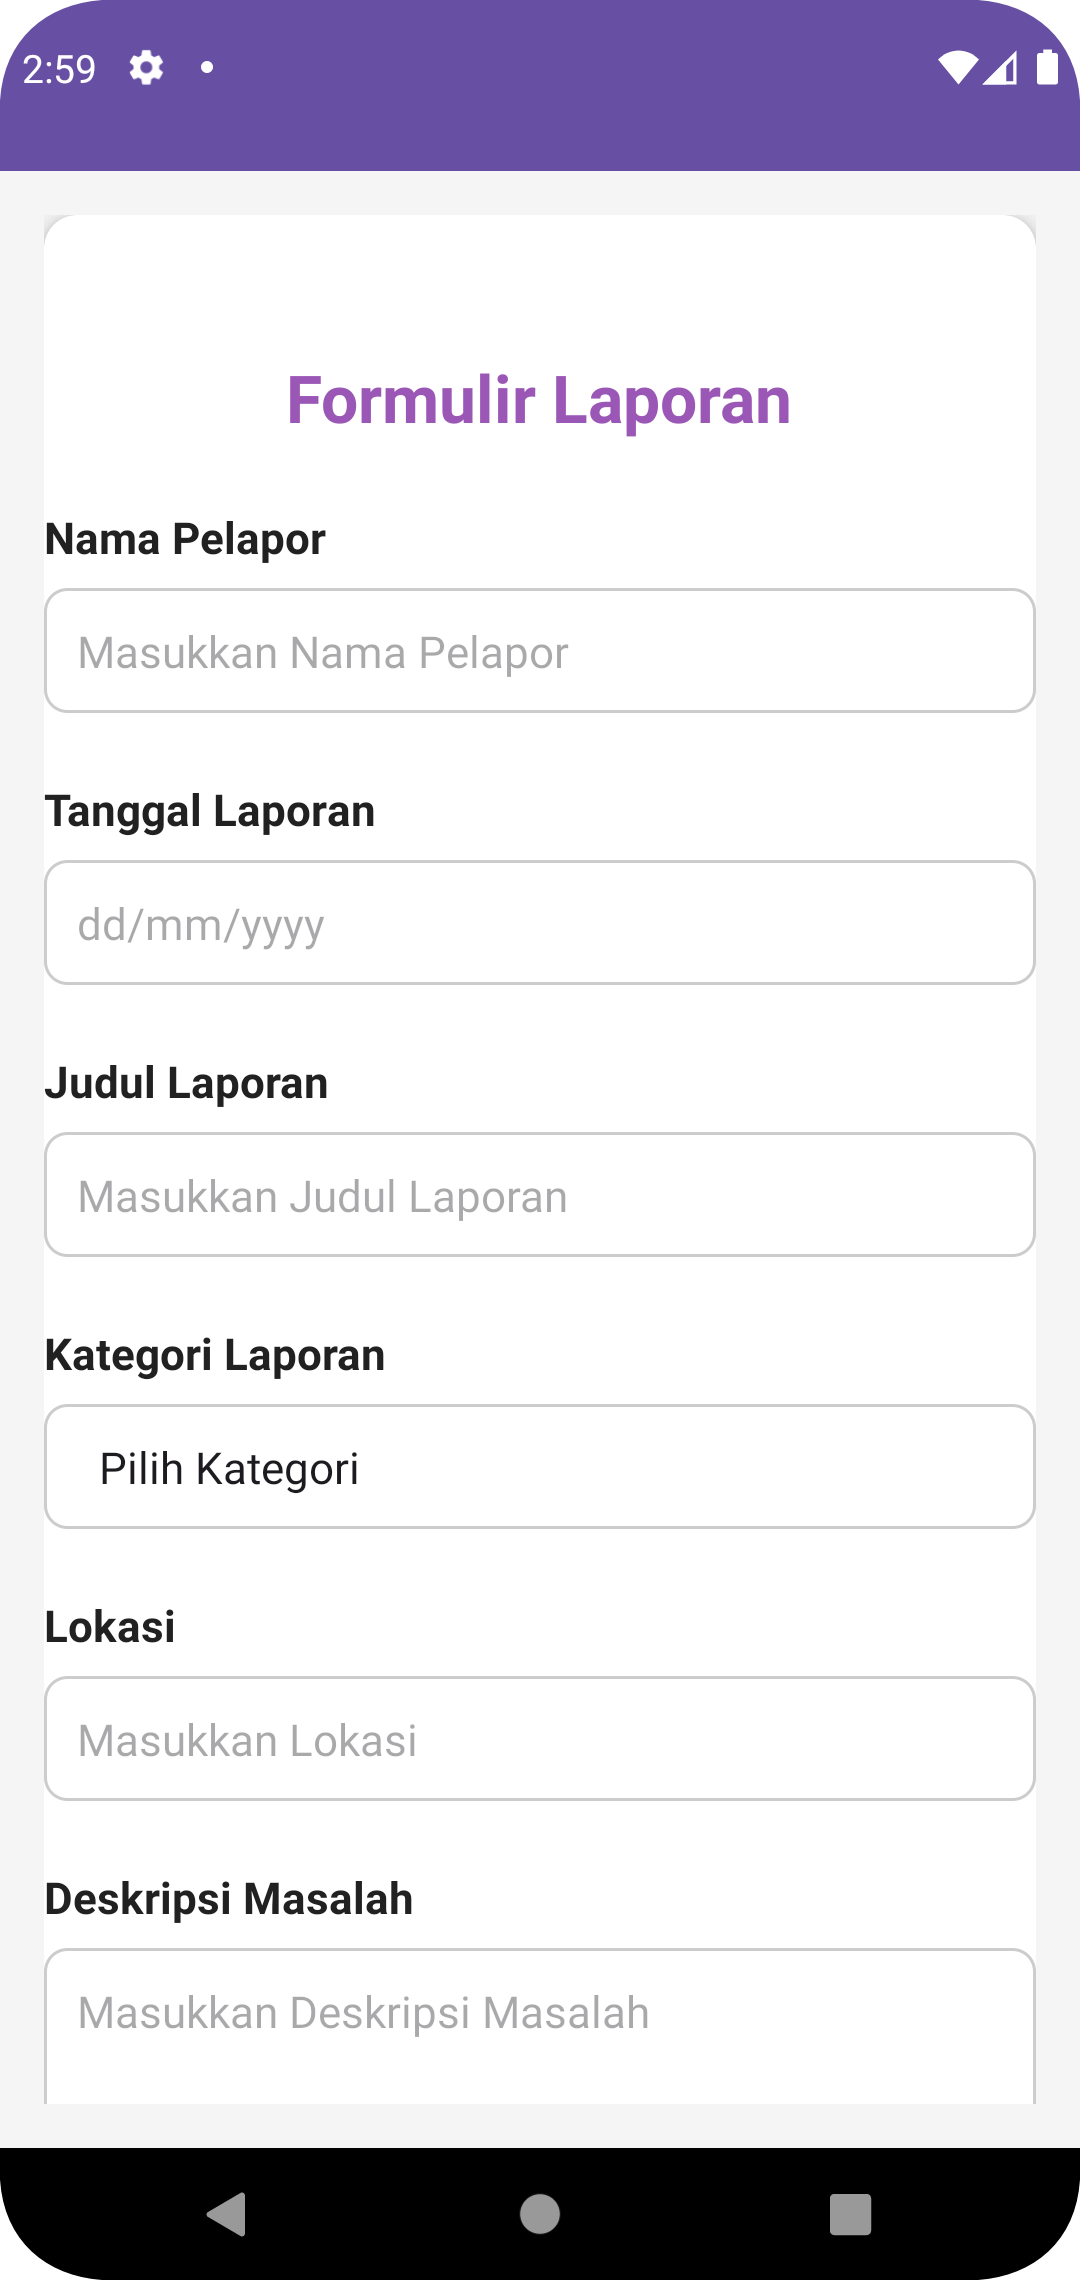 2:59
Formulir Laporan
Nama Pelapor
Masukkan Nama Pelapor
Tanggal Laporan
dd/mm/yyyy
Judul Laporan
Masukkan Judul Laporan
Kategori Laporan
Pilih Kategori
Lokasi
Masukkan Lokasi
Deskripsi Masalah
Masukkan Deskripsi Masalah